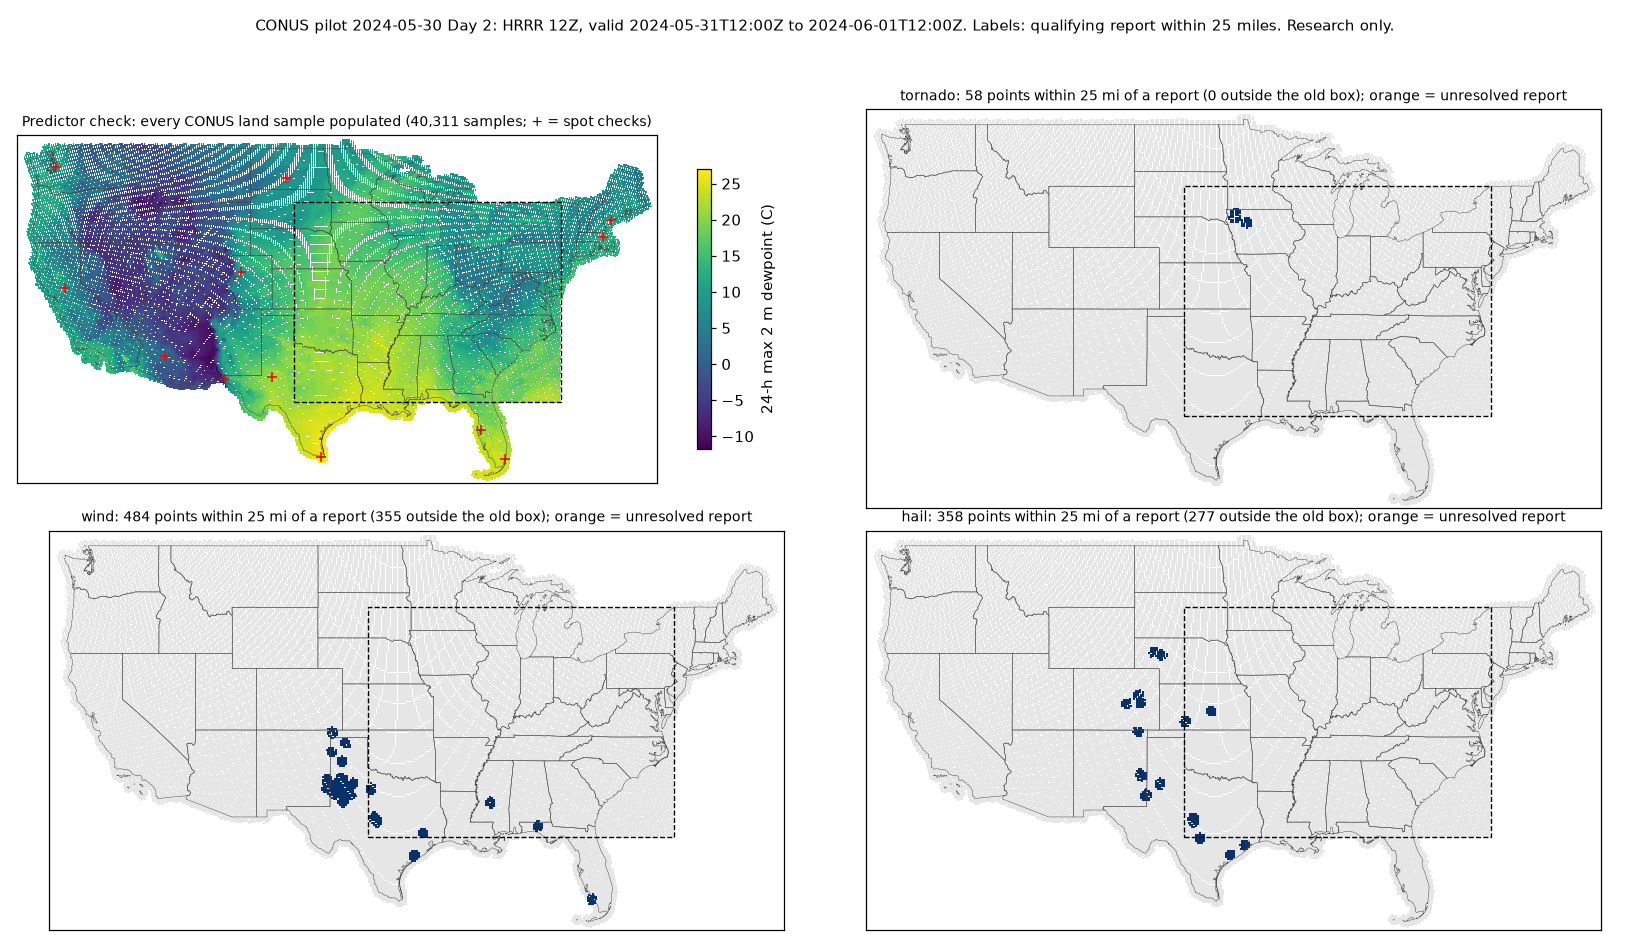 CONUS pilot 2024-05-30 Day 2: HRRR 12Z, valid 2024-05-31T12:00Z to 2024-06-01T12:00Z. Labels: qualifying report within 25 miles. Research only.
Predictor check: every CONUS land sample populated (40,311 samples; + = spot checks)
25
20
15
10
5
0
−5
−10
24-h max 2 m dewpoint (C)
tornado: 58 points within 25 mi of a report (0 outside the old box); orange = unresolved report
wind: 484 points within 25 mi of a report (355 outside the old box); orange = unresolved report
hail: 358 points within 25 mi of a report (277 outside the old box); orange = unresolved report